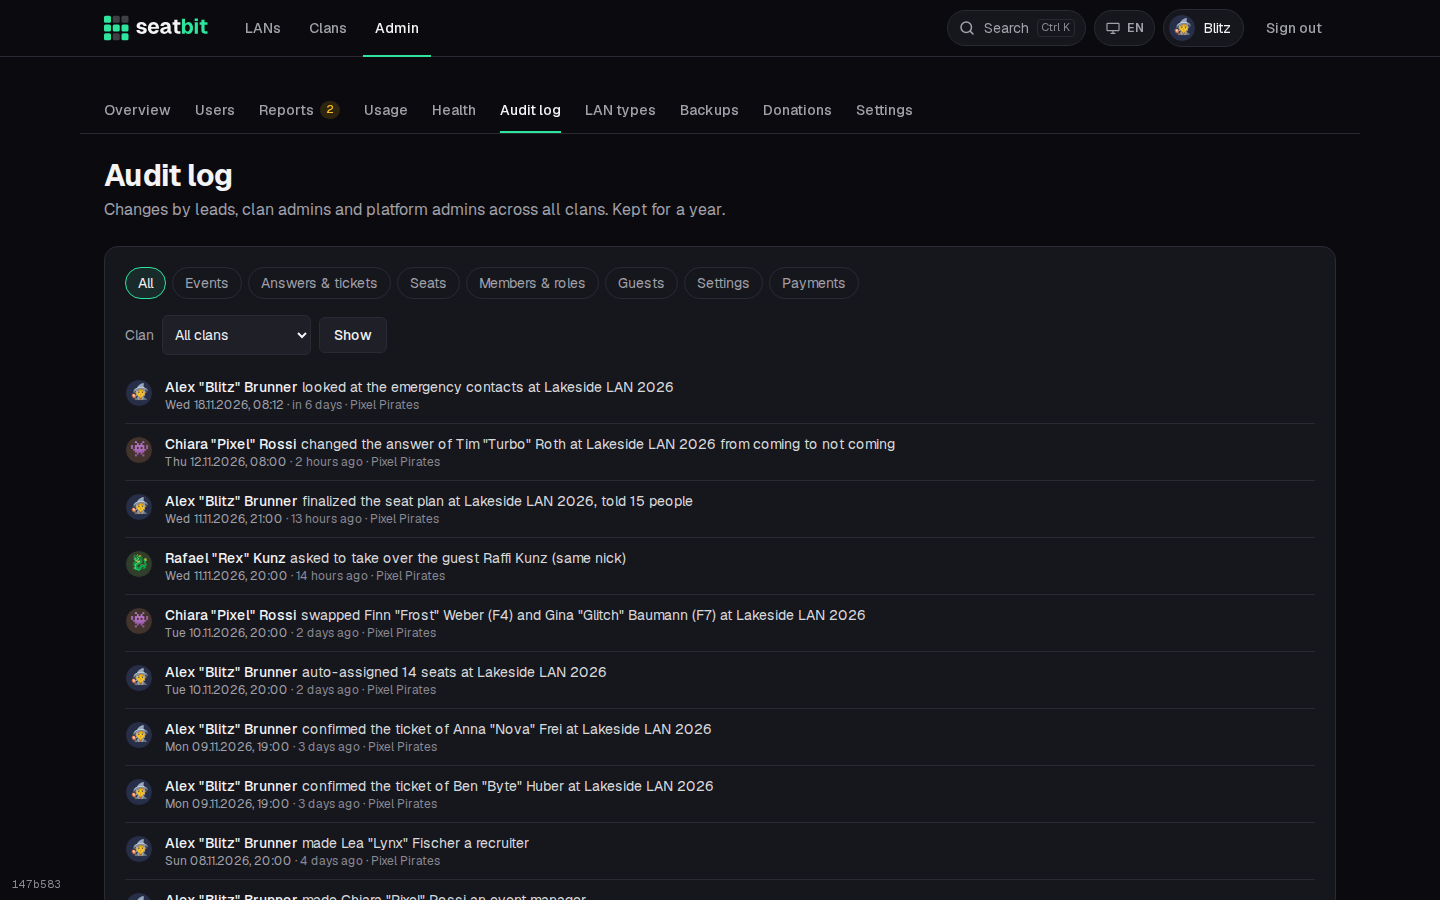 seatbit LANs Clans Admin Search Ctrl K EN Blitz Sign out
Overview Users Reports 2 Usage Health Audit log LAN types Backups Donations Settings
Audit log
Changes by leads, clan admins and platform admins across all clans. Kept for a year.
All Events Answers & tickets Seats Members & roles Guests Settings Payments
Clan All clans Show
Alex "Blitz" Brunner looked at the emergency contacts at Lakeside LAN 2026
Wed 18.11.2026, 08:12 · in 6 days · Pixel Pirates
Chiara "Pixel" Rossi changed the answer of Tim "Turbo" Roth at Lakeside LAN 2026 from coming to not coming
Thu 12.11.2026, 08:00 · 2 hours ago · Pixel Pirates
Alex "Blitz" Brunner finalized the seat plan at Lakeside LAN 2026, told 15 people
Wed 11.11.2026, 21:00 · 13 hours ago · Pixel Pirates
Rafael "Rex" Kunz asked to take over the guest Raffi Kunz (same nick)
Wed 11.11.2026, 20:00 · 14 hours ago · Pixel Pirates
Chiara "Pixel" Rossi swapped Finn "Frost" Weber (F4) and Gina "Glitch" Baumann (F7) at Lakeside LAN 2026
Tue 10.11.2026, 20:00 · 2 days ago · Pixel Pirates
Alex "Blitz" Brunner auto-assigned 14 seats at Lakeside LAN 2026
Tue 10.11.2026, 20:00 · 2 days ago · Pixel Pirates
Alex "Blitz" Brunner confirmed the ticket of Anna "Nova" Frei at Lakeside LAN 2026
Mon 09.11.2026, 19:00 · 3 days ago · Pixel Pirates
Alex "Blitz" Brunner confirmed the ticket of Ben "Byte" Huber at Lakeside LAN 2026
Mon 09.11.2026, 19:00 · 3 days ago · Pixel Pirates
Alex "Blitz" Brunner made Lea "Lynx" Fischer a recruiter
Sun 08.11.2026, 20:00 · 4 days ago · Pixel Pirates
147b583
Alex "Blitz" Brunner made Chiara "Pixel" Rossi an event manager